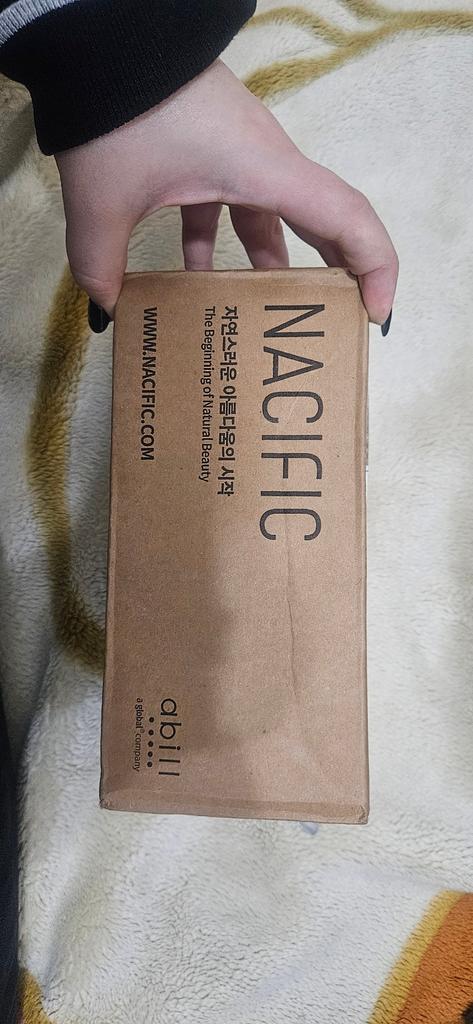 NACIFIC
자연스러운 아름다움의 시작
The Beginning of Natural Beauty
WWW.NACIFIC.COM
abill
a global company